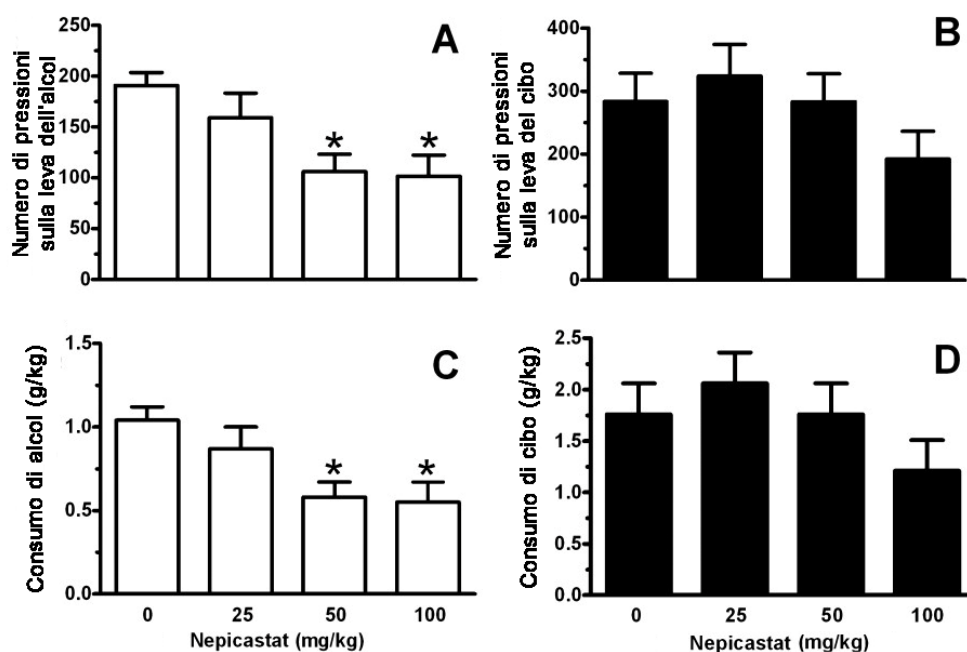 A
Numero di pressioni
sulla leva dell'alcol
250
200
150
100
50
0
*
*
B
Numero di pressioni
sulla leva del cibo
400
300
200
100
0
C
Consumo di alcol (g/kg)
1.5
1.0
0.5
0.0
*
*
0 25 50 100
Nepicastat (mg/kg)
D
Consumo di cibo (g/kg)
2.5
2.0
1.5
1.0
0.5
0.0
0 25 50 100
Nepicastat (mg/kg)